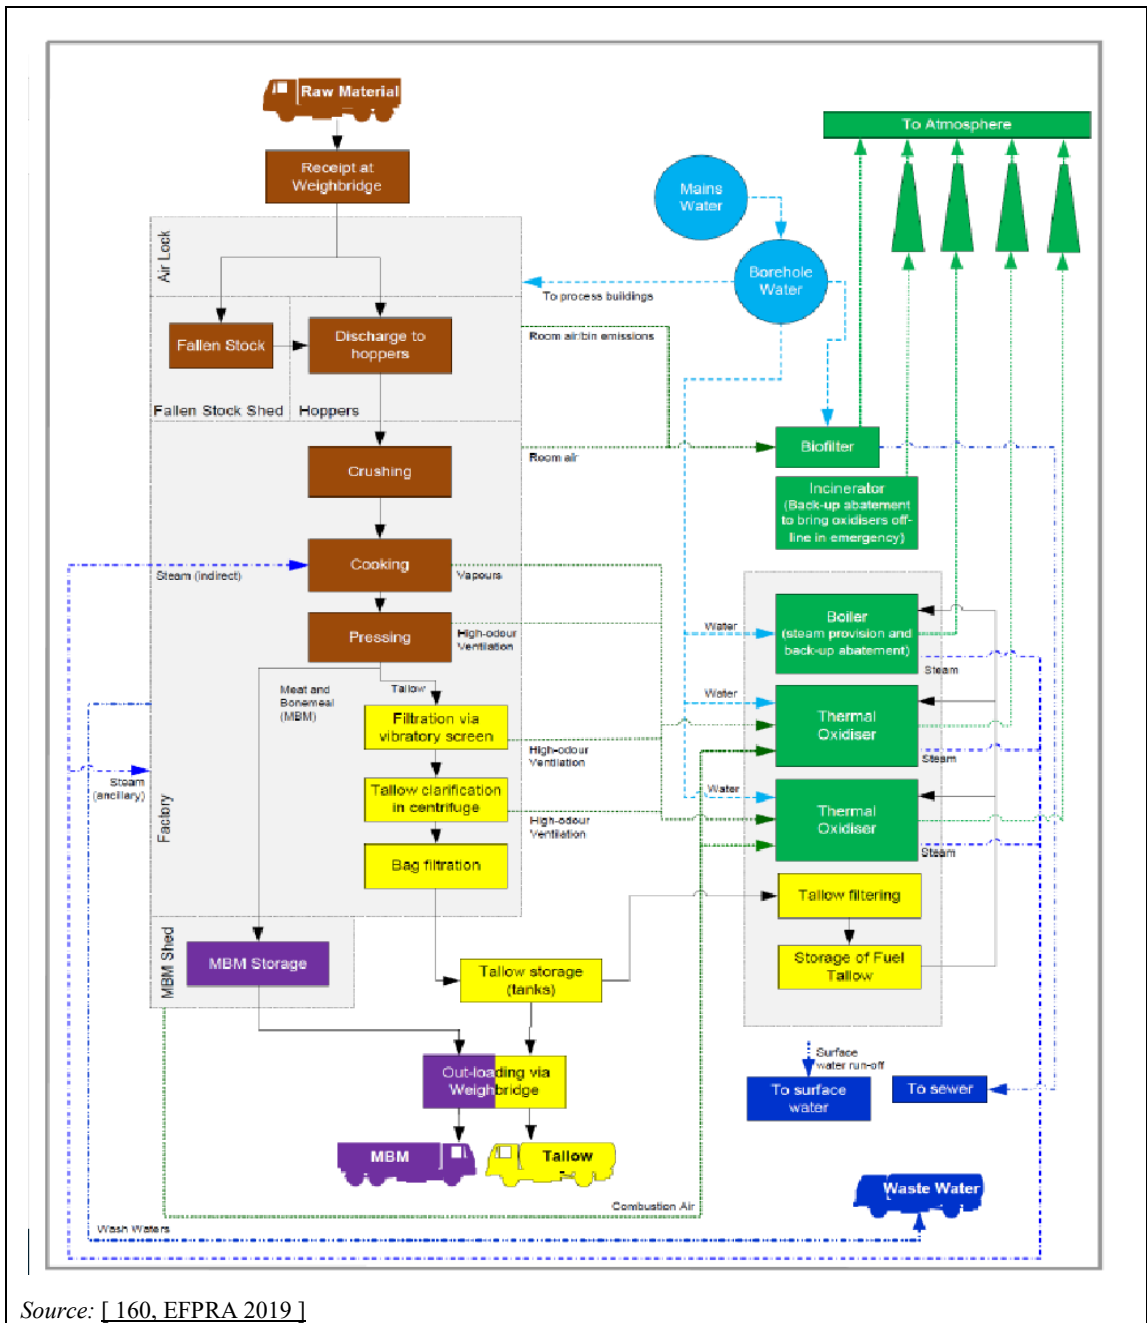 Raw Material
Receipt at
Weighbridge
To Atmosphere
Mains
Water
Air Lock
Borehole
Water
To process buildings
Fallen Stock
Discharge to
hoppers
Room air/bin emissions
Fallen Stock Shed
Hoppers
Crushing
Room air
Biofilter
Incinerator
(Back-up abatement
to bring oxidisers off-
line in emergency)
Steam (indirect)
Cooking
Vapours
Pressing
High-odour
Ventilation
Water
Boiler
(steam provision and
back-up abatement)
Steam
Meat and
Bonemeal
(MBM)
Tallow
Filtration via
vibratory screen
High-odour
Ventilation
Water
Thermal
Oxidiser
Steam
Steam
(ancillary)
Factory
Tallow clarification
in centrifuge
High-odour
Ventilation
Water
Thermal
Oxidiser
Steam
Bag filtration
Tallow filtering
MBM Shed
MBM Storage
Tallow storage
(tanks)
Storage of Fuel
Tallow
Out-loading via
Weighbridge
Surface
water run-off
To surface
water
To sewer
MBM
Tallow
Waste Water
Combustion Air
Wash Waters
Source: [ 160, EFPRA 2019 ]